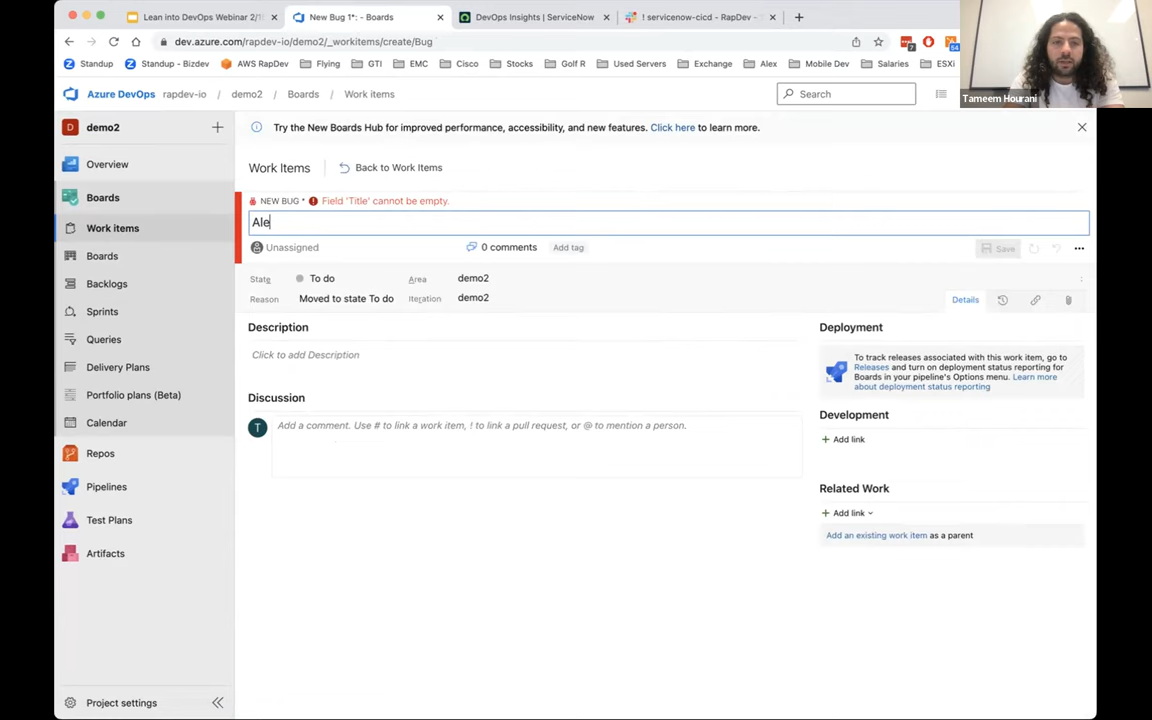 Lean into DevOps Webinar 2/1
New Bug 1*: - Boards
DevOps Insights | ServiceNow
! servicenow-cicd - RapDev - 
dev.azure.com/rapdev-io/demo2/_workitems/create/Bug
7
64
Standup
Standup - Bizdev
AWS RapDev
Flying
GTI
EMC
Cisco
Stocks
Golf R
Used Servers
Exchange
Alex
Mobile Dev
Salaries
ESXi
Tameem Hourani
Azure DevOps
rapdev-io
demo2
Boards
Work items
Search
D
demo2
Overview
Boards
Work items
Boards
Backlogs
Sprints
Queries
Delivery Plans
Portfolio plans (Beta)
Calendar
Repos
Pipelines
Test Plans
Artifacts
Project settings
Try the New Boards Hub for improved performance, accessibility, and new features. Click here to learn more.
Work Items
Back to Work Items
NEW BUG *
Field 'Title' cannot be empty.
Ale
Unassigned
0 comments
Add tag
Save
State
To do
Area
demo2
Reason
Moved to state To do
Iteration
demo2
Details
Description
Click to add Description
Discussion
T
Add a comment. Use # to link a work item, ! to link a pull request, or @ to mention a person.
Deployment
To track releases associated with this work item, go to
Releases and turn on deployment status reporting for
Boards in your pipeline's Options menu. Learn more
about deployment status reporting
Development
Add link
Related Work
Add link
Add an existing work item as a parent